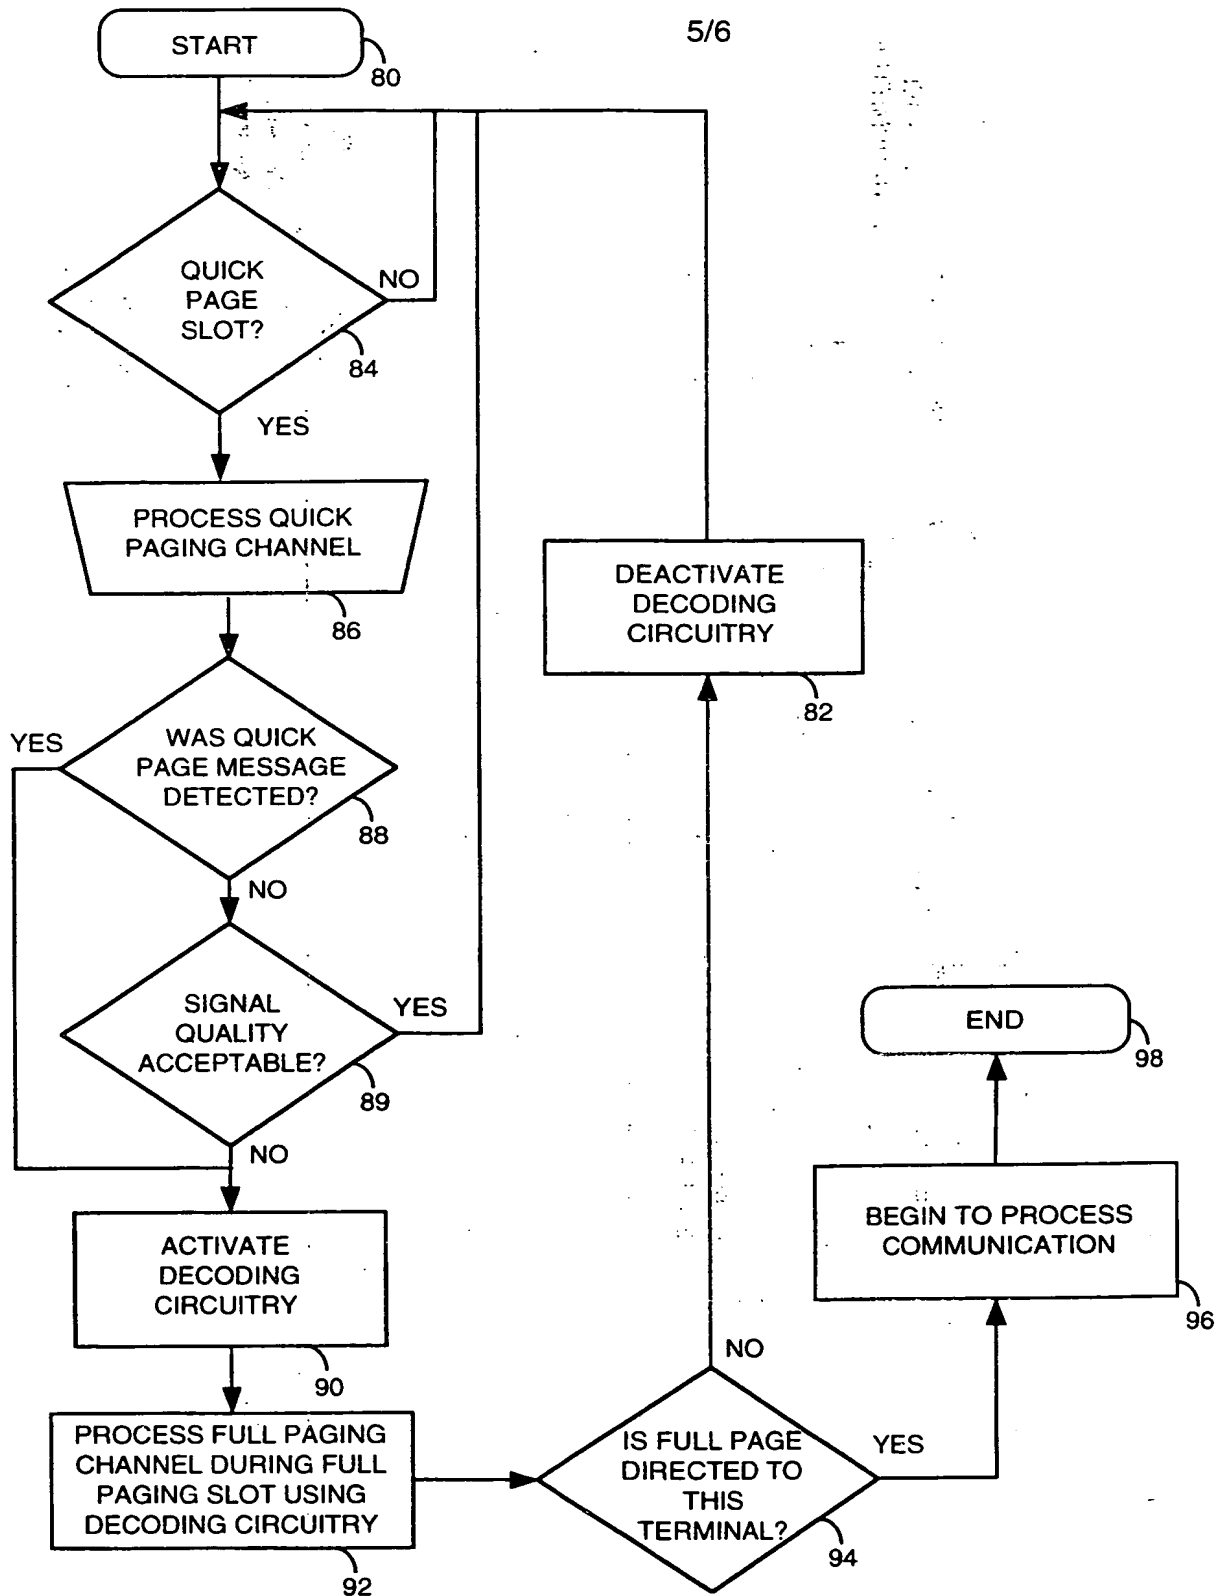 5/6
START
80
QUICK
PAGE
SLOT?
NO
84
YES
PROCESS QUICK
PAGING CHANNEL
86
DEACTIVATE
DECODING
CIRCUITRY
82
YES
WAS QUICK
PAGE MESSAGE
DETECTED?
88
NO
SIGNAL
QUALITY
ACCEPTABLE?
YES
89
NO
END
98
ACTIVATE
DECODING
CIRCUITRY
90
BEGIN TO PROCESS
COMMUNICATION
96
PROCESS FULL PAGING
CHANNEL DURING FULL
PAGING SLOT USING
DECODING CIRCUITRY
92
NO
IS FULL PAGE
DIRECTED TO
THIS
TERMINAL?
YES
94